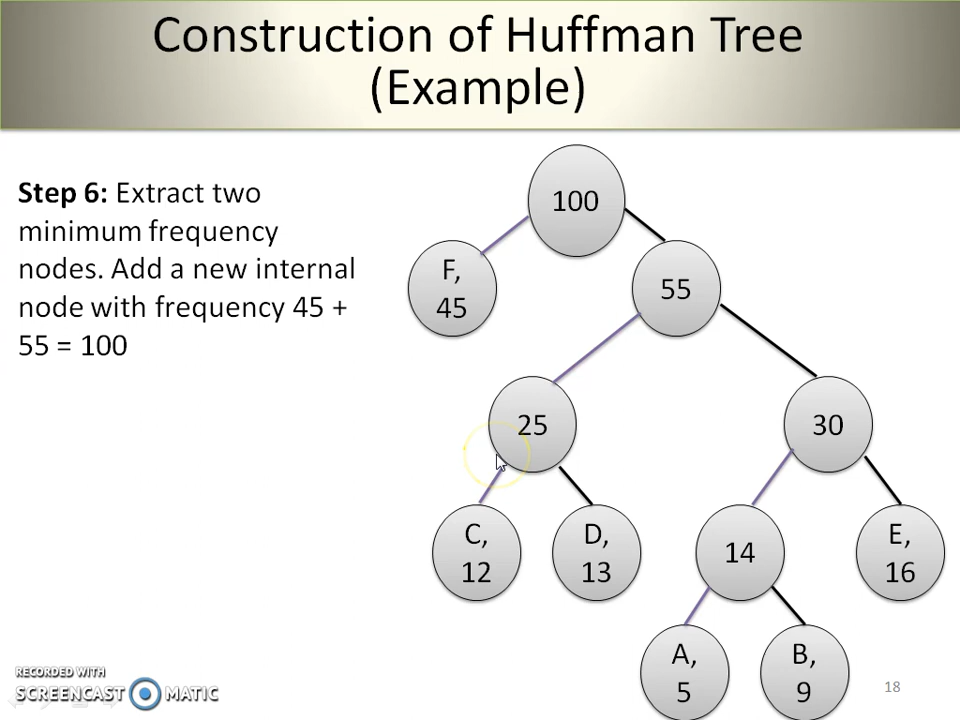 Construction of Huffman Tree
(Example)
Step 6: Extract two
minimum frequency
nodes. Add a new internal
node with frequency 45 +
55 = 100
100
F,
45
55
25
30
C,
12
D,
13
14
E,
16
A,
5
B,
9
RECORDED WITH
SCREENCAST MATIC
18